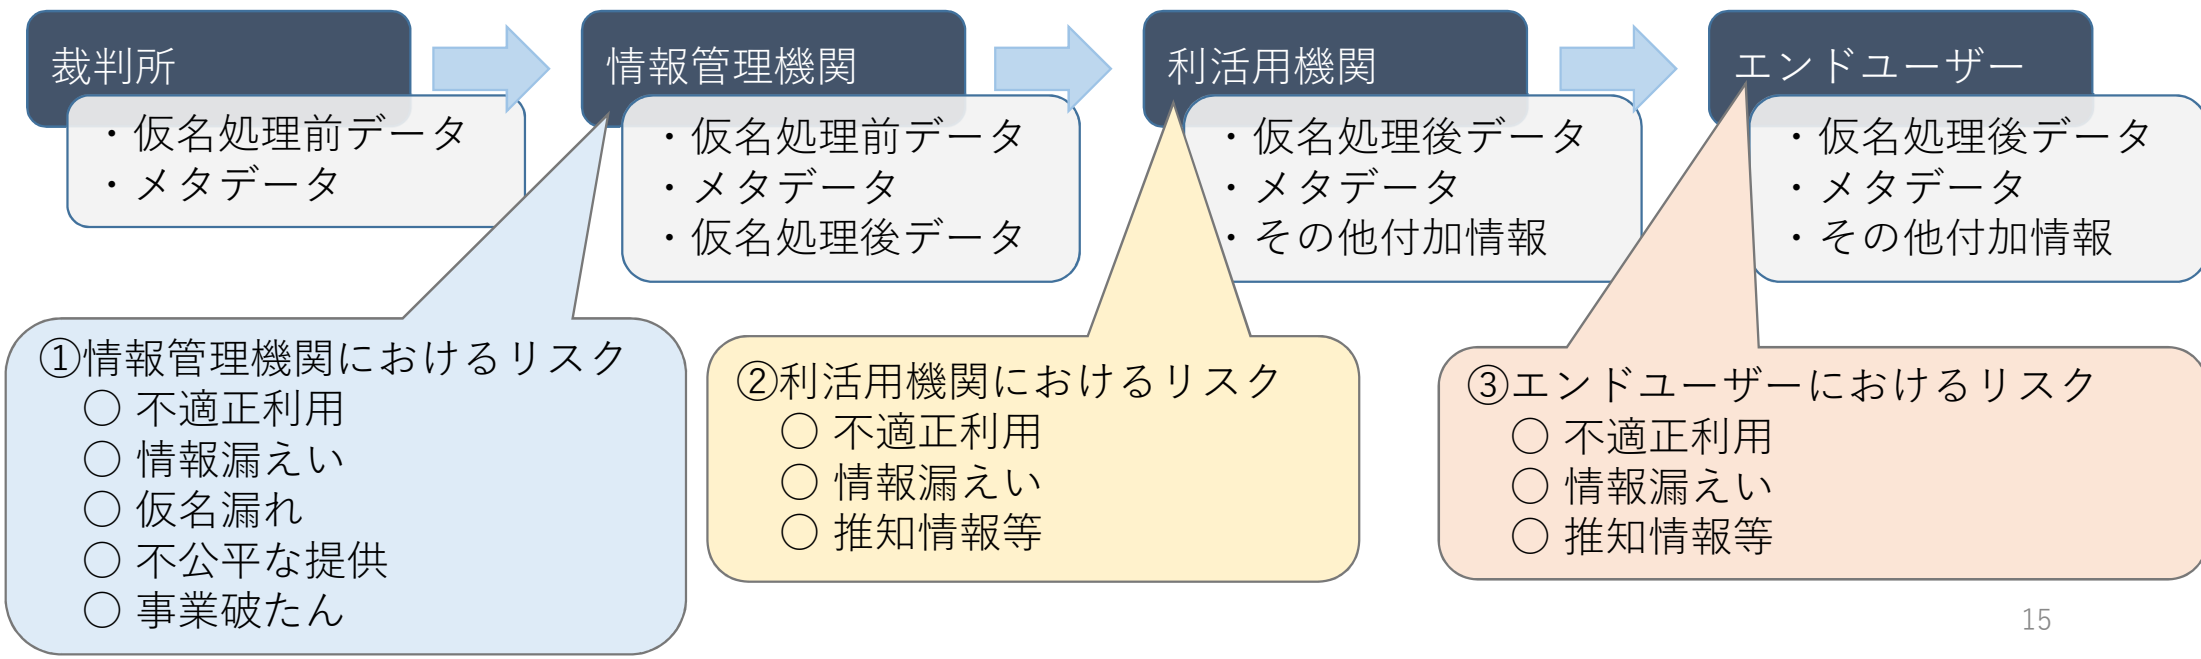 裁判所
・仮名処理前データ
・メタデータ
情報管理機関
・仮名処理前データ
・メタデータ
・仮名処理後データ
利活用機関
・仮名処理後データ
・メタデータ
・その他付加情報
エンドユーザー
・仮名処理後データ
・メタデータ
・その他付加情報
①情報管理機関におけるリスク
○ 不適正利用
○ 情報漏えい
○ 仮名漏れ
○ 不公平な提供
○ 事業破たん
②利活用機関におけるリスク
○ 不適正利用
○ 情報漏えい
○ 推知情報等
③エンドユーザーにおけるリスク
○ 不適正利用
○ 情報漏えい
○ 推知情報等
15